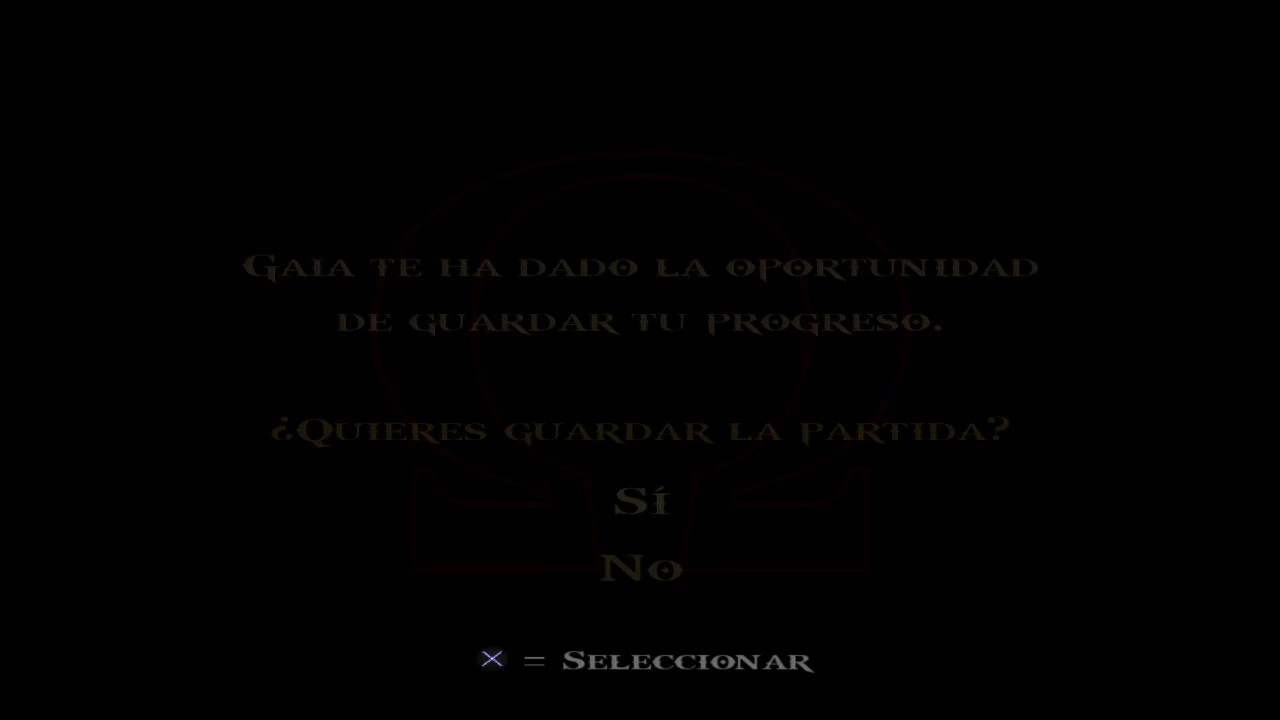 Gaia te ha dado la oportunidad
de guardar tu progreso.
¿Quieres guardar la partida?
Sí
No
= Seleccionar